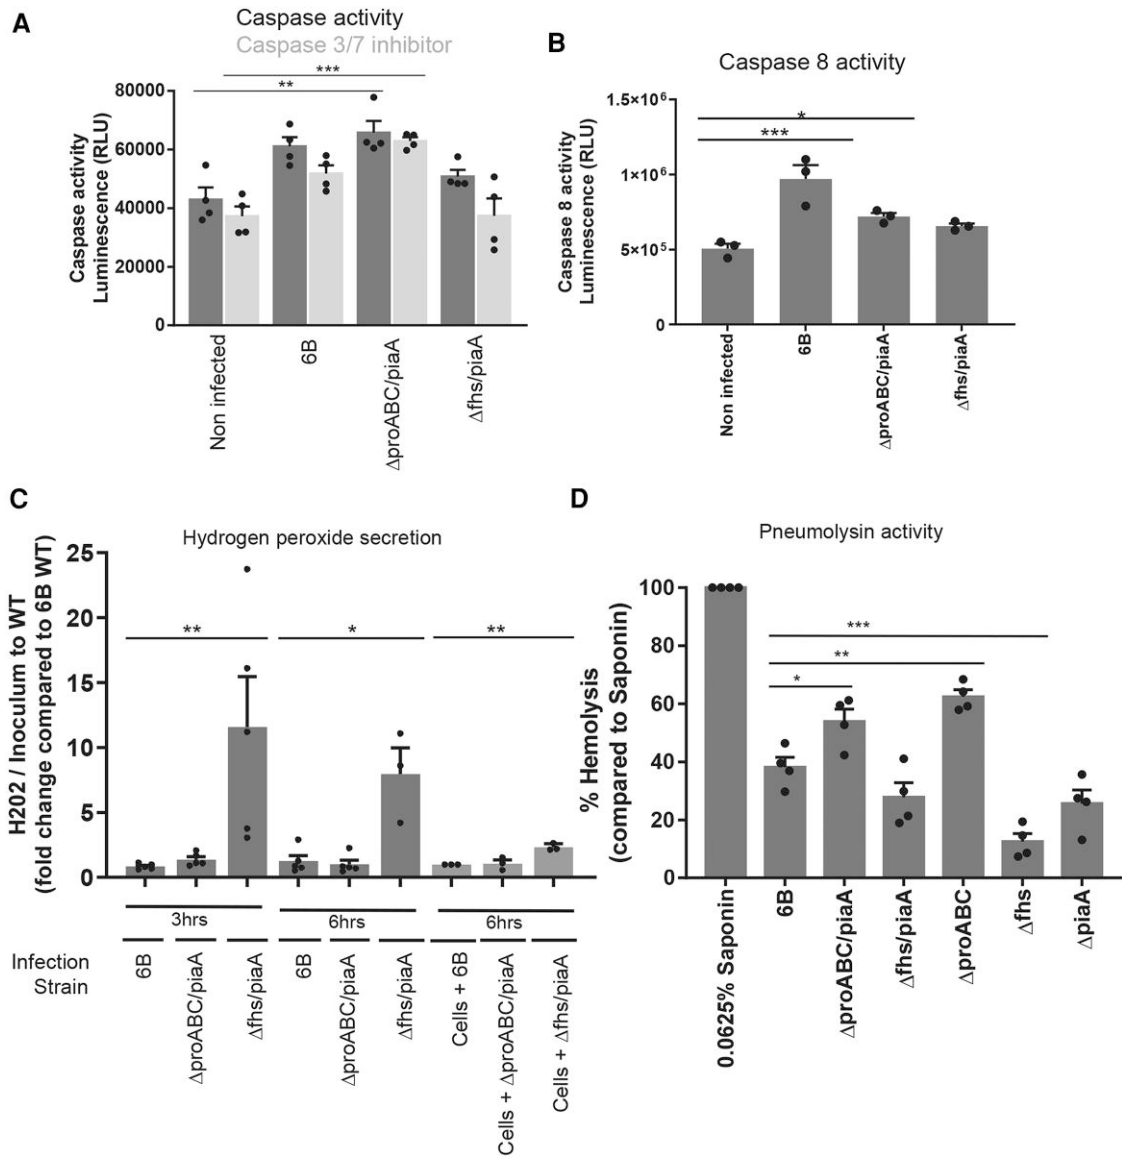 A
Caspase activity
Caspase 3/7 inhibitor
***
**
Caspase activity
Luminescence (RLU)
80000
60000
40000
20000
0
Non infected
6B
ΔproABC/piaA
Δfhs/piaA
B
Caspase 8 activity
Caspase 8 activity
Luminescence (RLU)
1.5×10⁶
1×10⁶
5×10⁵
0
*
***
Non infected
6B
ΔproABC/piaA
Δfhs/piaA
C
Hydrogen peroxide secretion
H202 / Inoculum to WT
(fold change compared to 6B WT)
25
20
15
10
5
0
**
*
**
3hrs
6hrs
6hrs
Infection
Strain
6B
ΔproABC/piaA
Δfhs/piaA
6B
ΔproABC/piaA
Δfhs/piaA
Cells + 6B
Cells + ΔproABC/piaA
Cells + Δfhs/piaA
D
Pneumolysin activity
% Hemolysis
(compared to Saponin)
100
80
60
40
20
0
***
**
*
0.0625% Saponin
6B
ΔproABC/piaA
Δfhs/piaA
ΔproABC
Δfhs
ΔpiaA